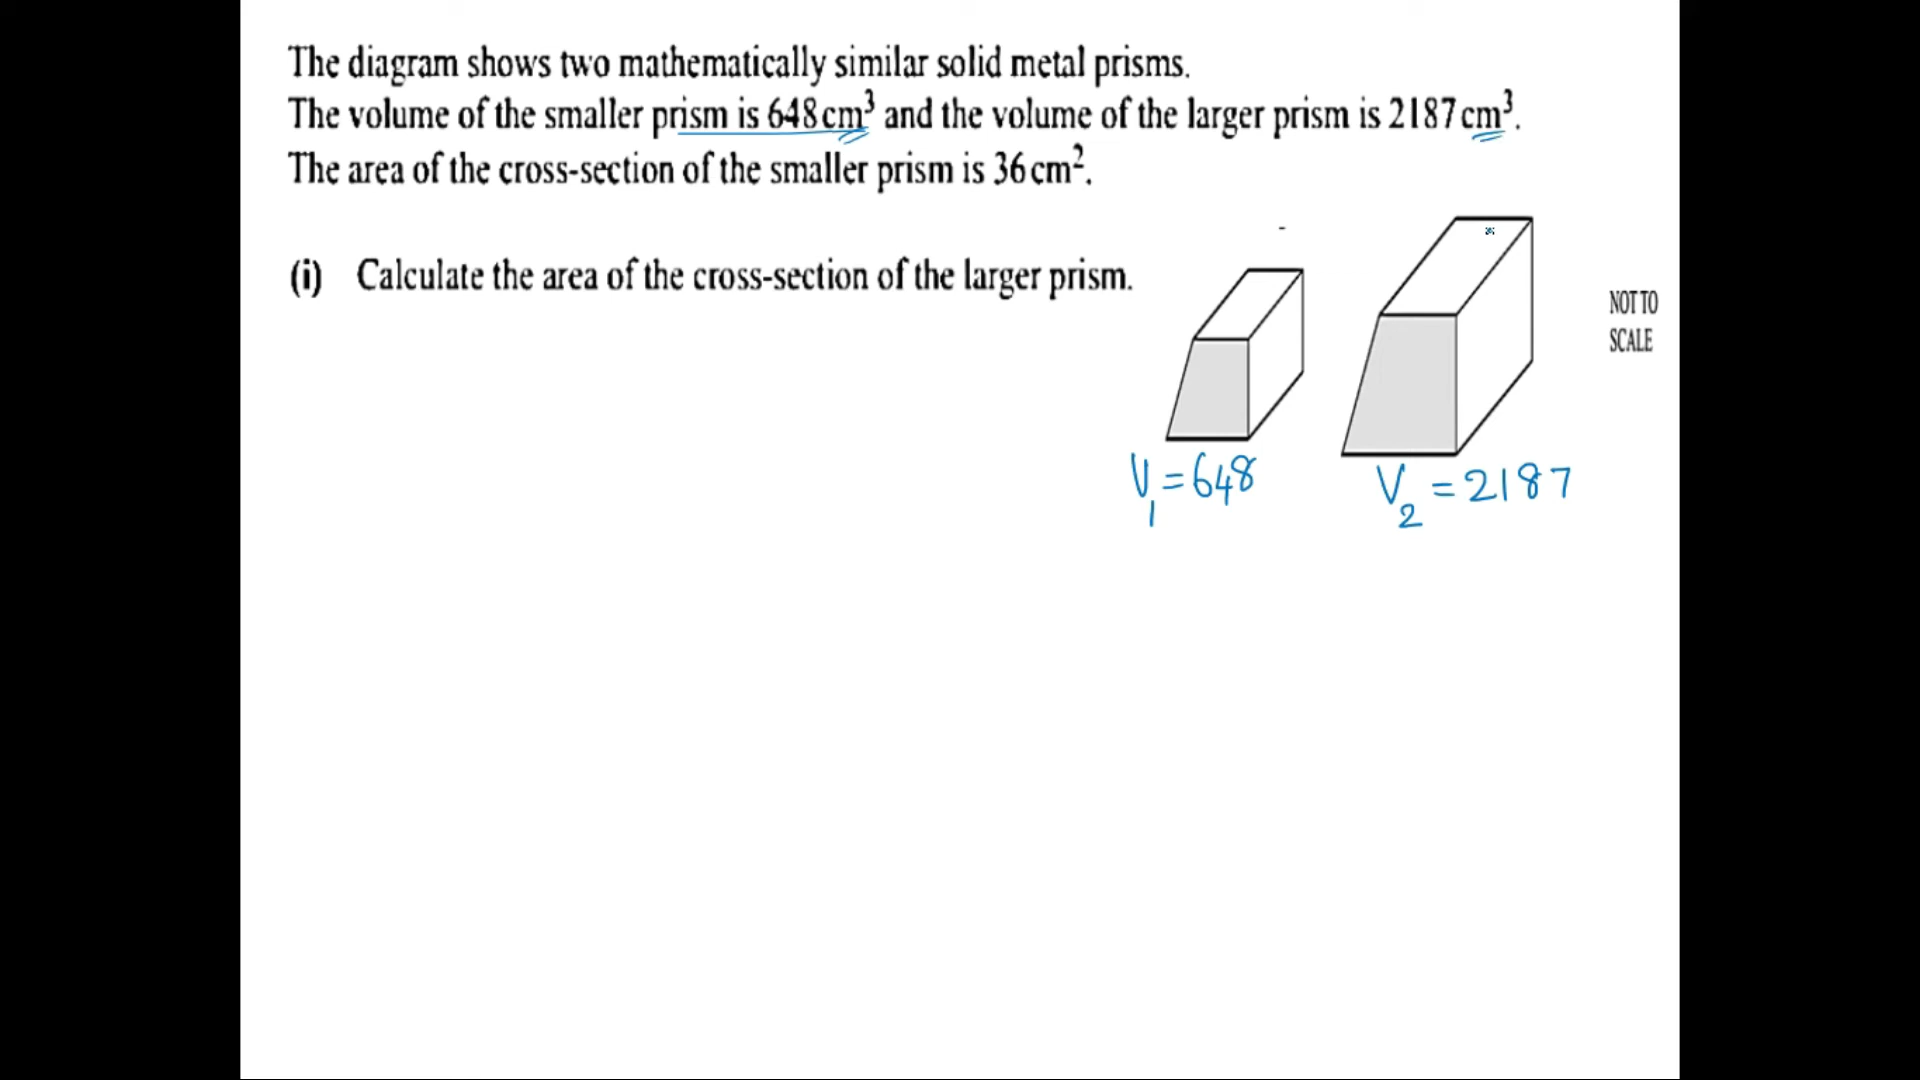 The diagram shows two mathematically similar solid metal prisms.
The volume of the smaller prism is 648 cm³ and the volume of the larger prism is 2187 cm³.
The area of the cross-section of the smaller prism is 36 cm².
(i) Calculate the area of the cross-section of the larger prism.
NOT TO
SCALE
V₁ = 648
V₂ = 2187